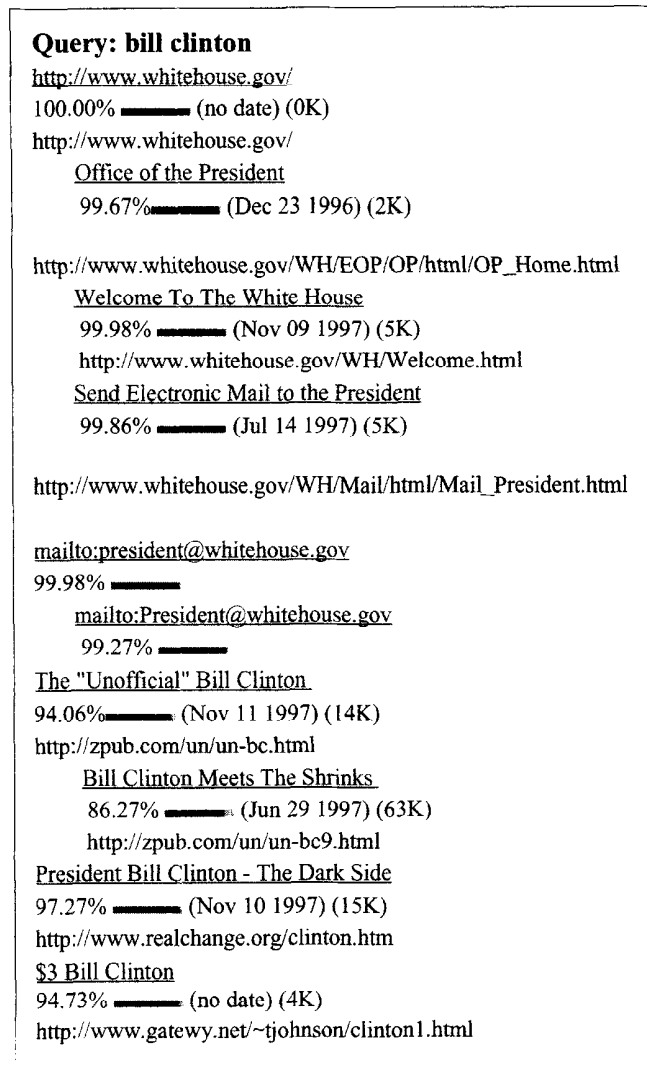 Query: bill clinton
http://www.whitehouse.gov/
100.00% (no date) (0K)
http://www.whitehouse.gov/
Office of the President
99.67% (Dec 23 1996) (2K)
http://www.whitehouse.gov/WH/EOP/OP/html/OP_Home.html
Welcome To The White House
99.98% (Nov 09 1997) (5K)
http://www.whitehouse.gov/WH/Welcome.html
Send Electronic Mail to the President
99.86% (Jul 14 1997) (5K)
http://www.whitehouse.gov/WH/Mail/html/Mail_President.html
mailto:president@whitehouse.gov
99.98%
mailto:President@whitehouse.gov
99.27%
The "Unofficial" Bill Clinton
94.06% (Nov 11 1997) (14K)
http://zpub.com/un/un-bc.html
Bill Clinton Meets The Shrinks
86.27% (Jun 29 1997) (63K)
http://zpub.com/un/un-bc9.html
President Bill Clinton - The Dark Side
97.27% (Nov 10 1997) (15K)
http://www.realchange.org/clinton.htm
$3 Bill Clinton
94.73% (no date) (4K)
http://www.gatewy.net/~tjohnson/clinton1.html